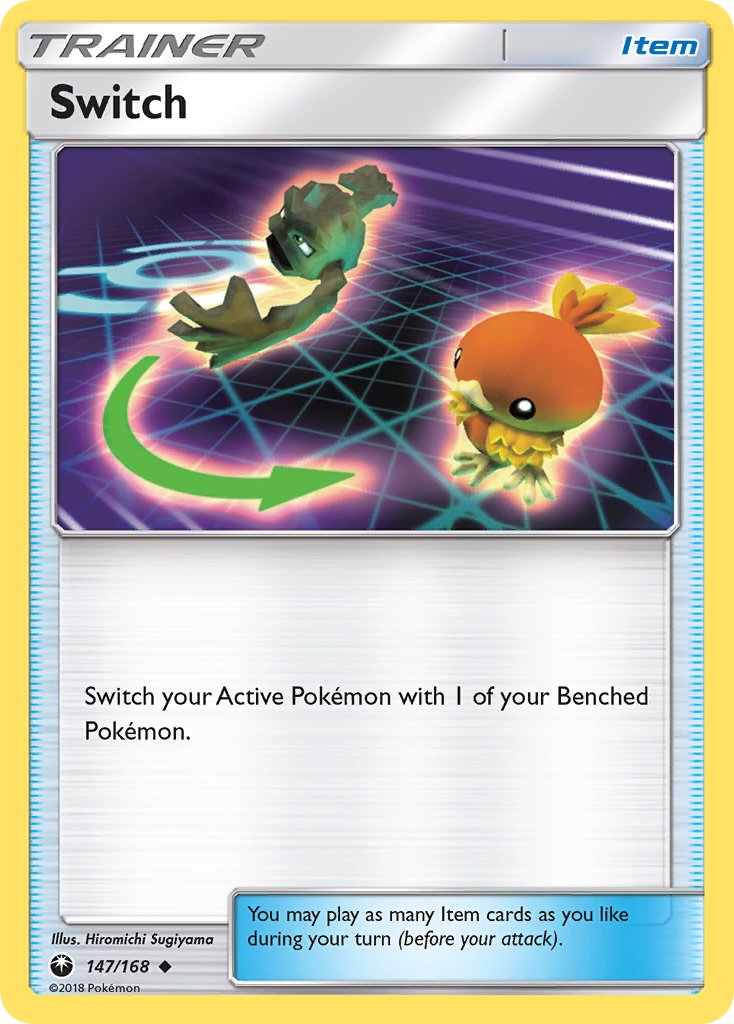 TRAINER
Item
Switch
Switch your Active Pokémon with 1 of your Benched
Pokémon.
You may play as many Item cards as you like
during your turn (before your attack).
Illus. Hiromichi Sugiyama
147/168
©2018 Pokémon